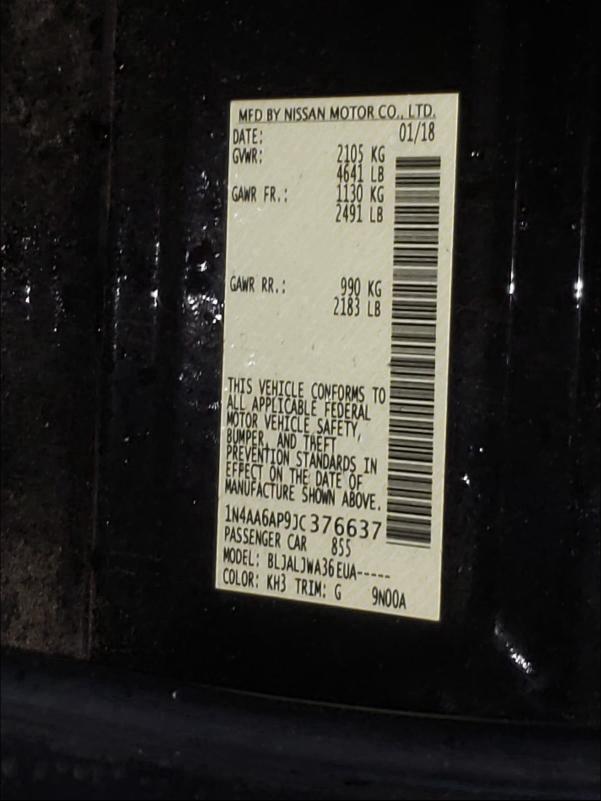 MFD BY NISSAN MOTOR CO., LTD.
DATE: 01/18
GVWR: 2105 KG
4641 LB
GAWR FR.: 1130 KG
2491 LB
GAWR RR.: 990 KG
2183 LB
THIS VEHICLE CONFORMS TO
ALL APPLICABLE FEDERAL
MOTOR VEHICLE SAFETY,
BUMPER, AND THEFT
PREVENTION STANDARDS IN
EFFECT ON THE DATE OF
MANUFACTURE SHOWN ABOVE.
1N4AA6AP9JC376637
PASSENGER CAR 855
MODEL: BLJALJWA36EUA-----
COLOR: KH3 TRIM: G 9N00A